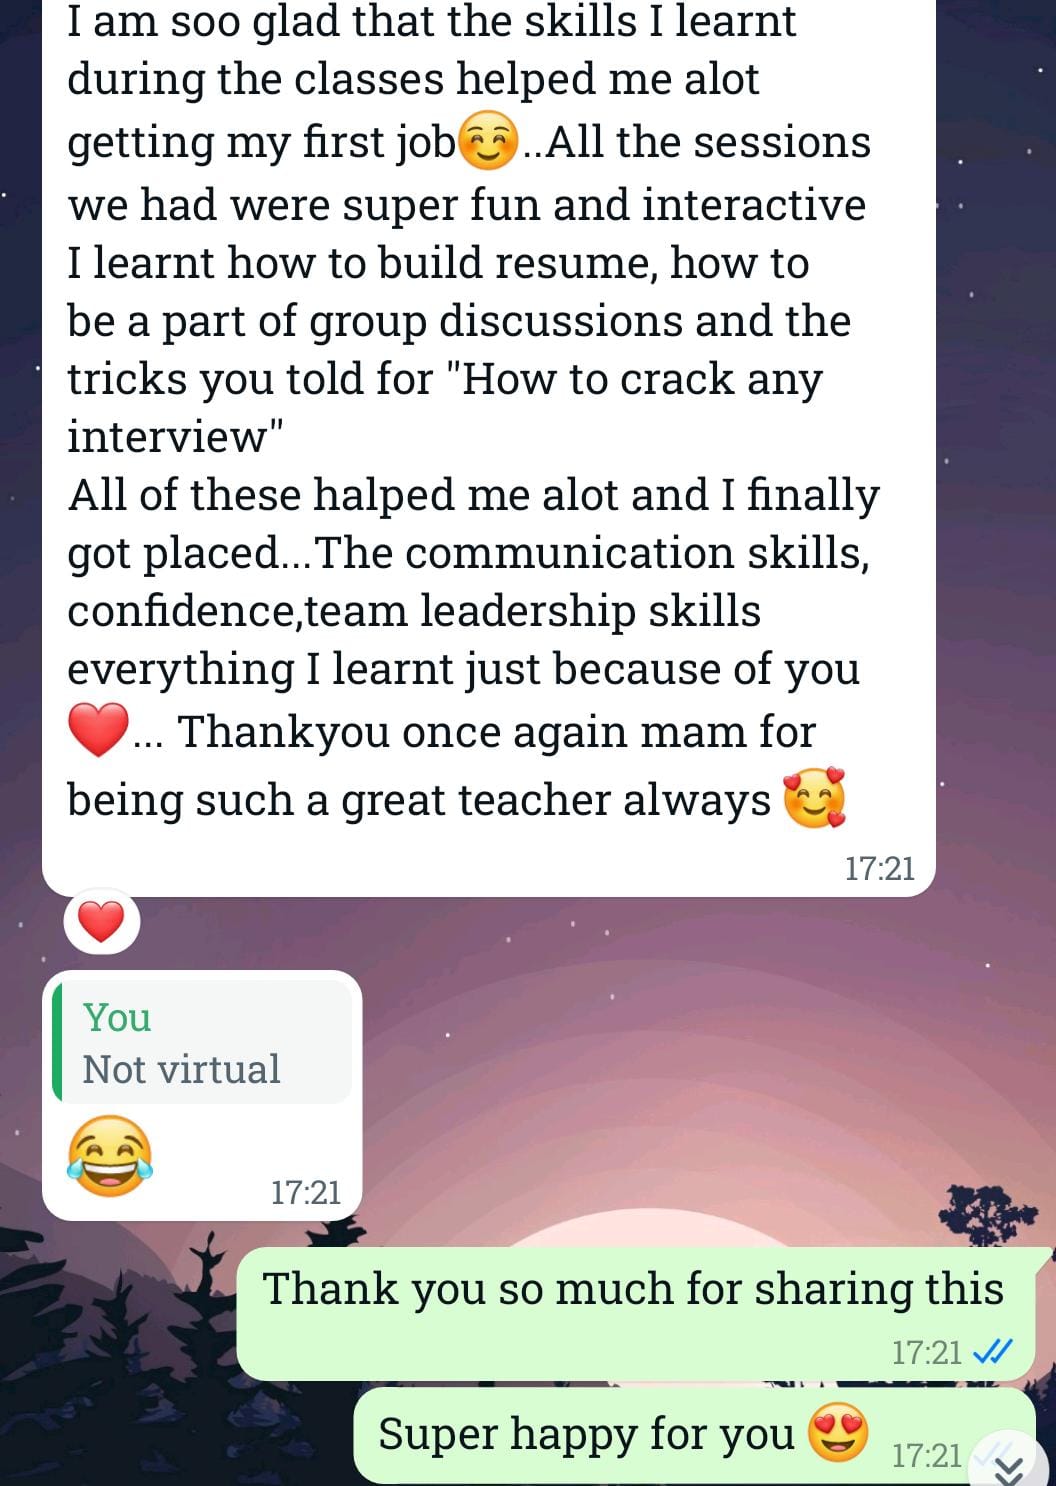 I am soo glad that the skills I learnt
during the classes helped me alot
getting my first job☺️..All the sessions
we had were super fun and interactive
I learnt how to build resume, how to
be a part of group discussions and the
tricks you told for "How to crack any
interview"
All of these halped me alot and I finally
got placed...The communication skills,
confidence,team leadership skills
everything I learnt just because of you
❤️... Thankyou once again mam for
being such a great teacher always 🥰
17:21
❤️
You
Not virtual
😂
17:21
Thank you so much for sharing this
17:21
Super happy for you 😍
17:21